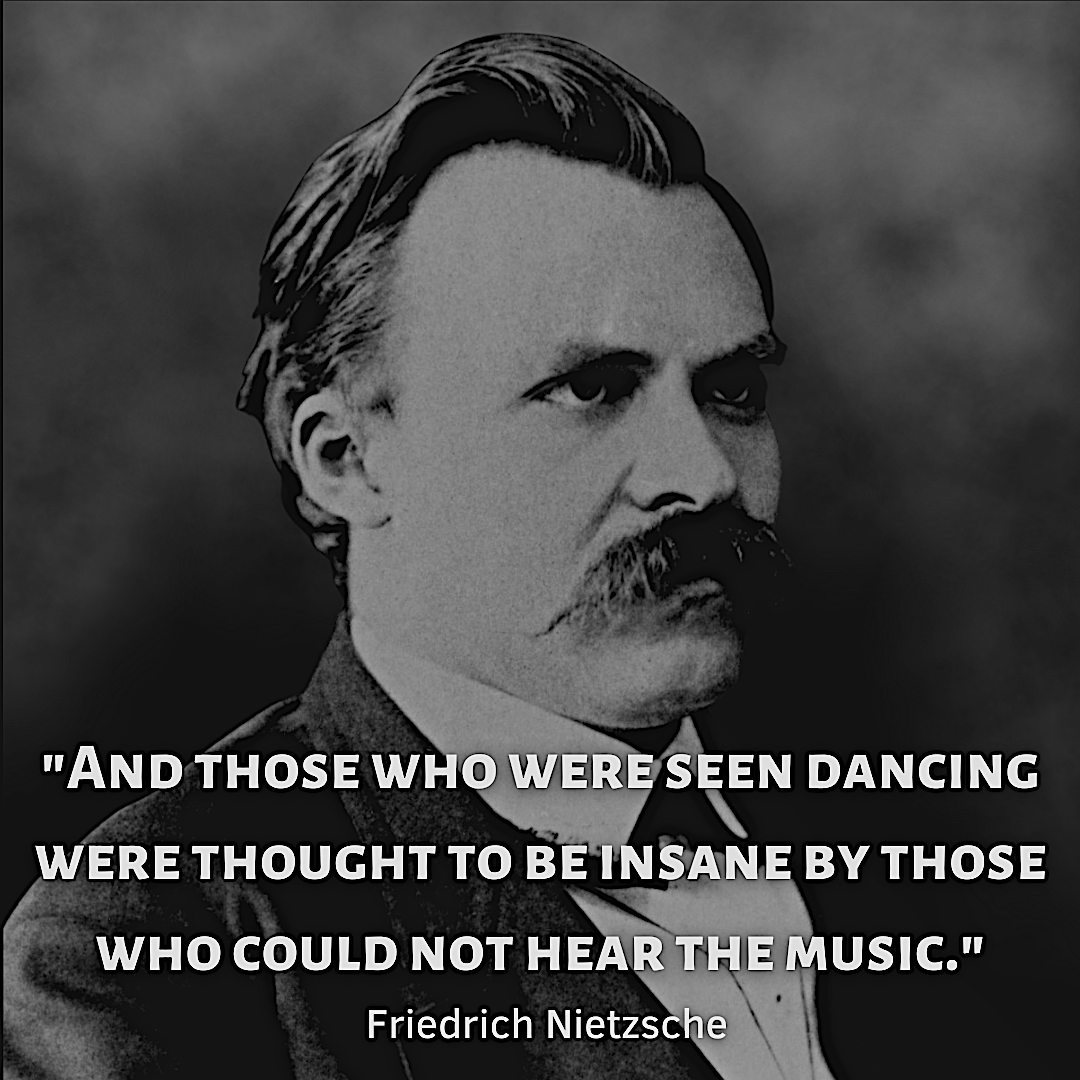 "And those who were seen dancing
were thought to be insane by those
who could not hear the music."
Friedrich Nietzsche